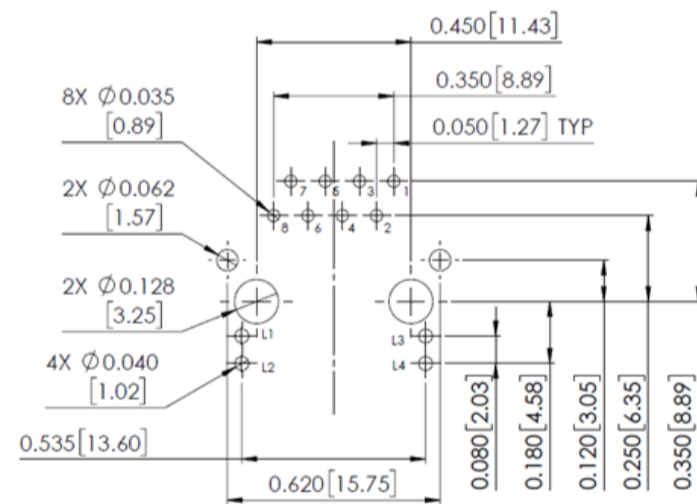 0.450[11.43]
0.350[8.89]
8X Ø0.035
[0.89]
0.050[1.27] TYP
7 5 3 1
8 6 4 2
2X Ø0.062
[1.57]
2X Ø0.128
[3.25]
L1 L3
L2 L4
4X Ø0.040
[1.02]
0.080[2.03]
0.180[4.58]
0.120[3.05]
0.250[6.35]
0.350[8.89]
0.535[13.60]
0.620[15.75]